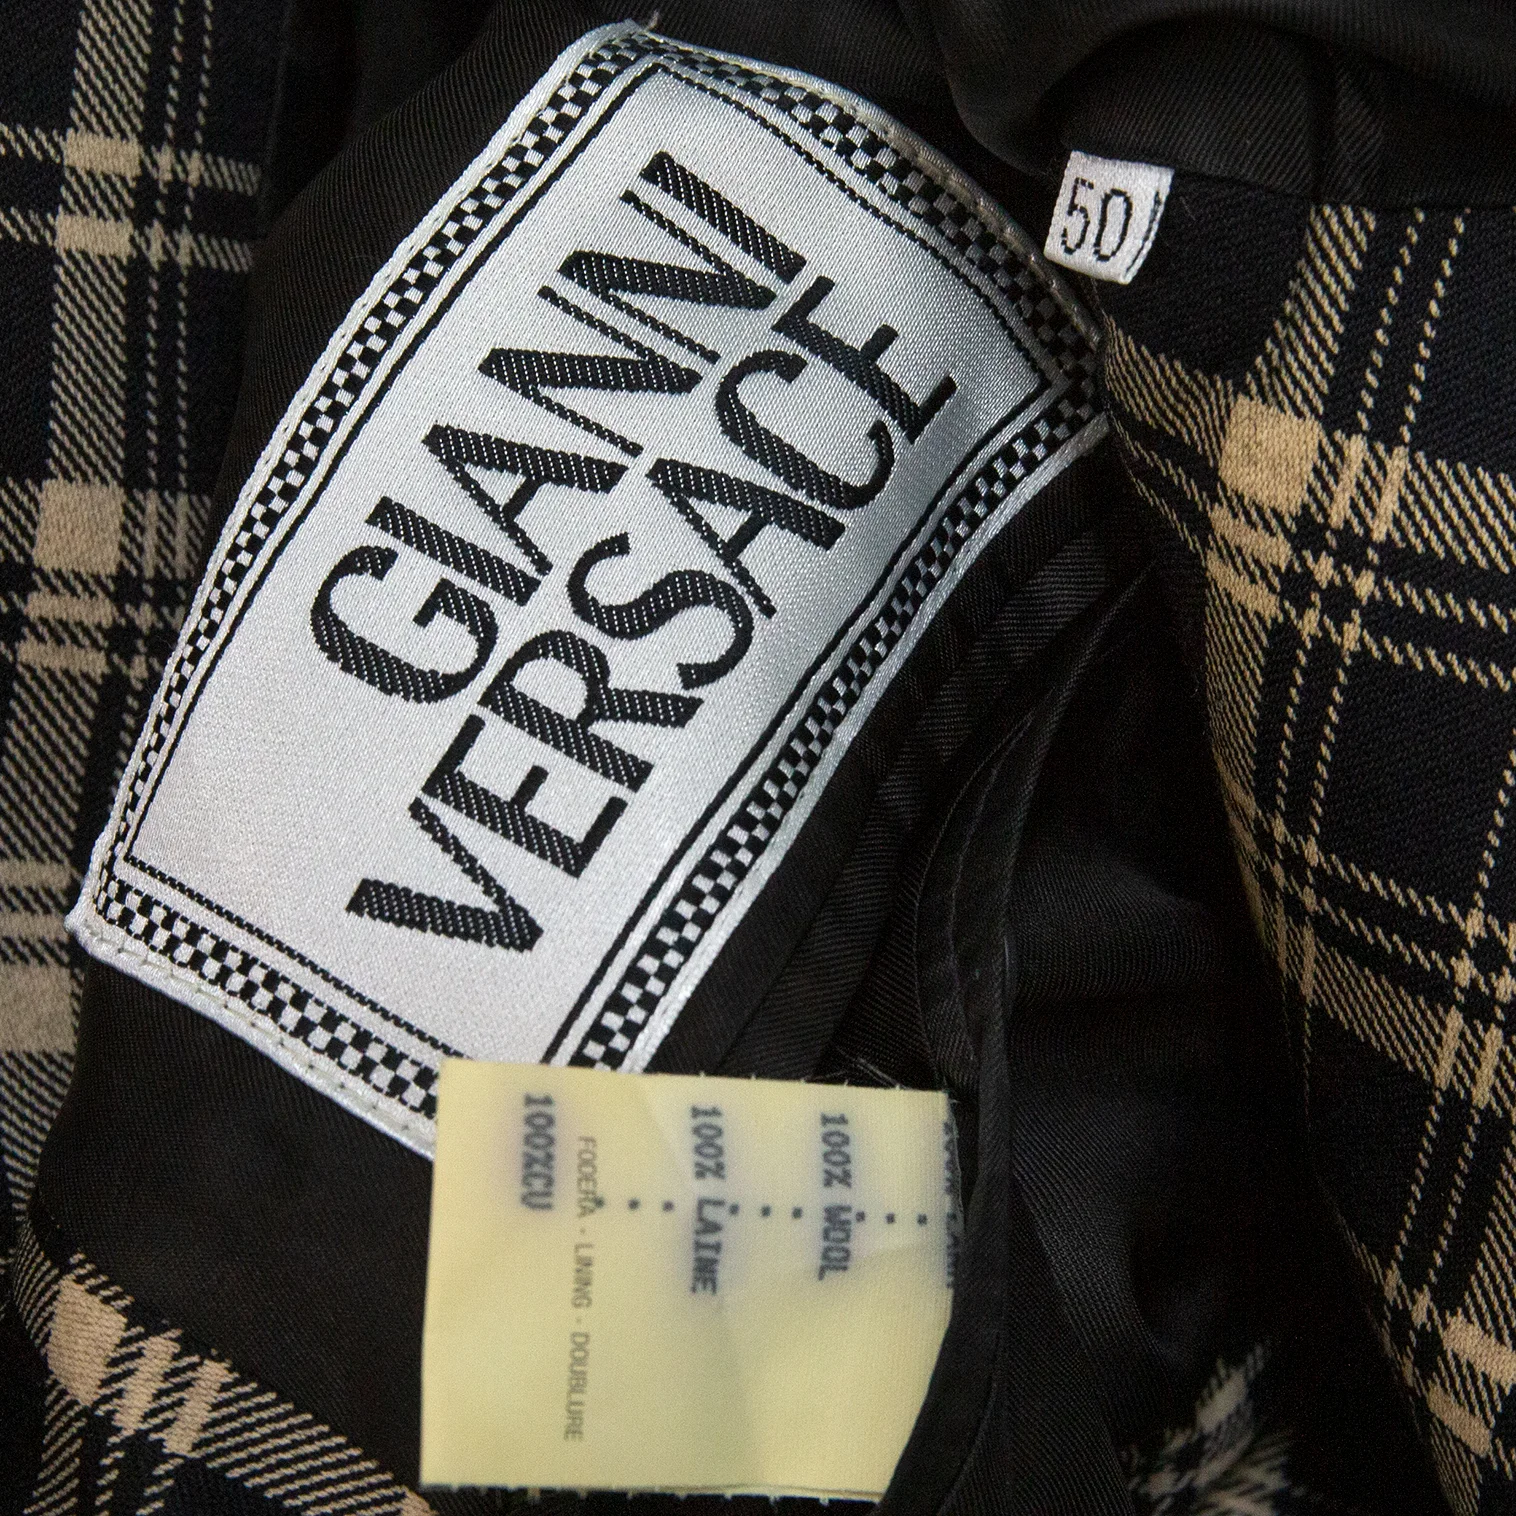 GIANNI
VERSACE
50
100% WOOL
100% LAINE
FODERA - LINING - DOUBLURE
100%CU